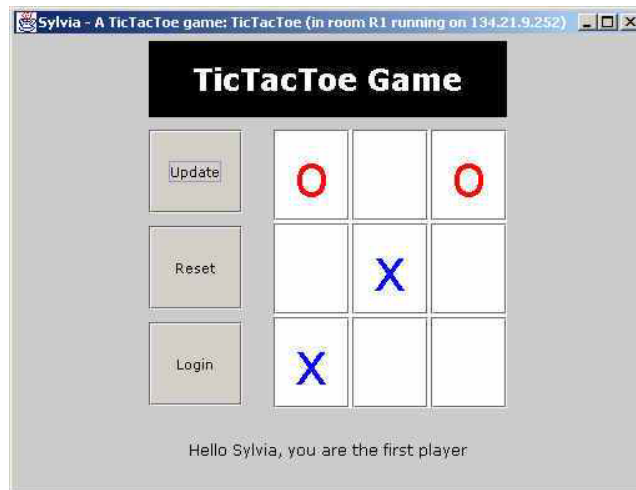 Sylvia - A TicTacToe game: TicTacToe (in room R1 running on 134.21.9.252)
TicTacToe Game
Update
O O
Reset
X
Login
X
Hello Sylvia, you are the first player